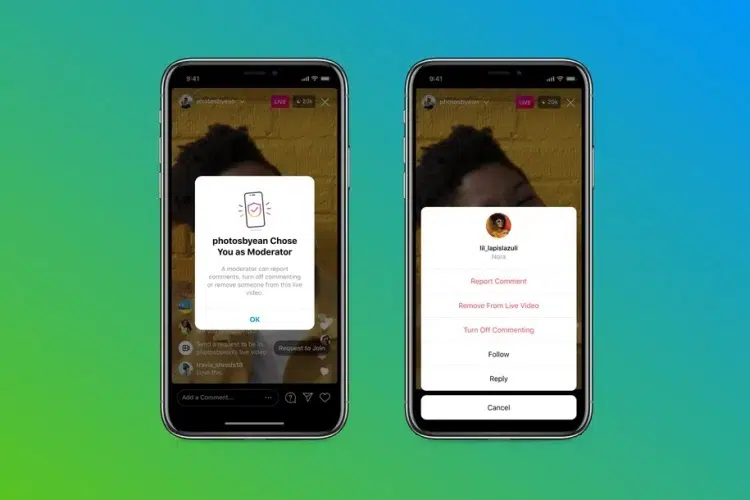 9:41
photosbyean
LIVE
20k
photosbyean Chose
You as Moderator
A moderator can report
comments, turn off commenting
or remove someone from this live
video.
OK
Send a request to be in
photosbyean's live video.
Request to Join
travis_shreds18
I love this.
Add a Comment...
9:41
photosbyean
LIVE
20k
lil_lapislazuli
Nora
Report Comment
Remove From Live Video
Turn Off Commenting
Follow
Reply
Cancel